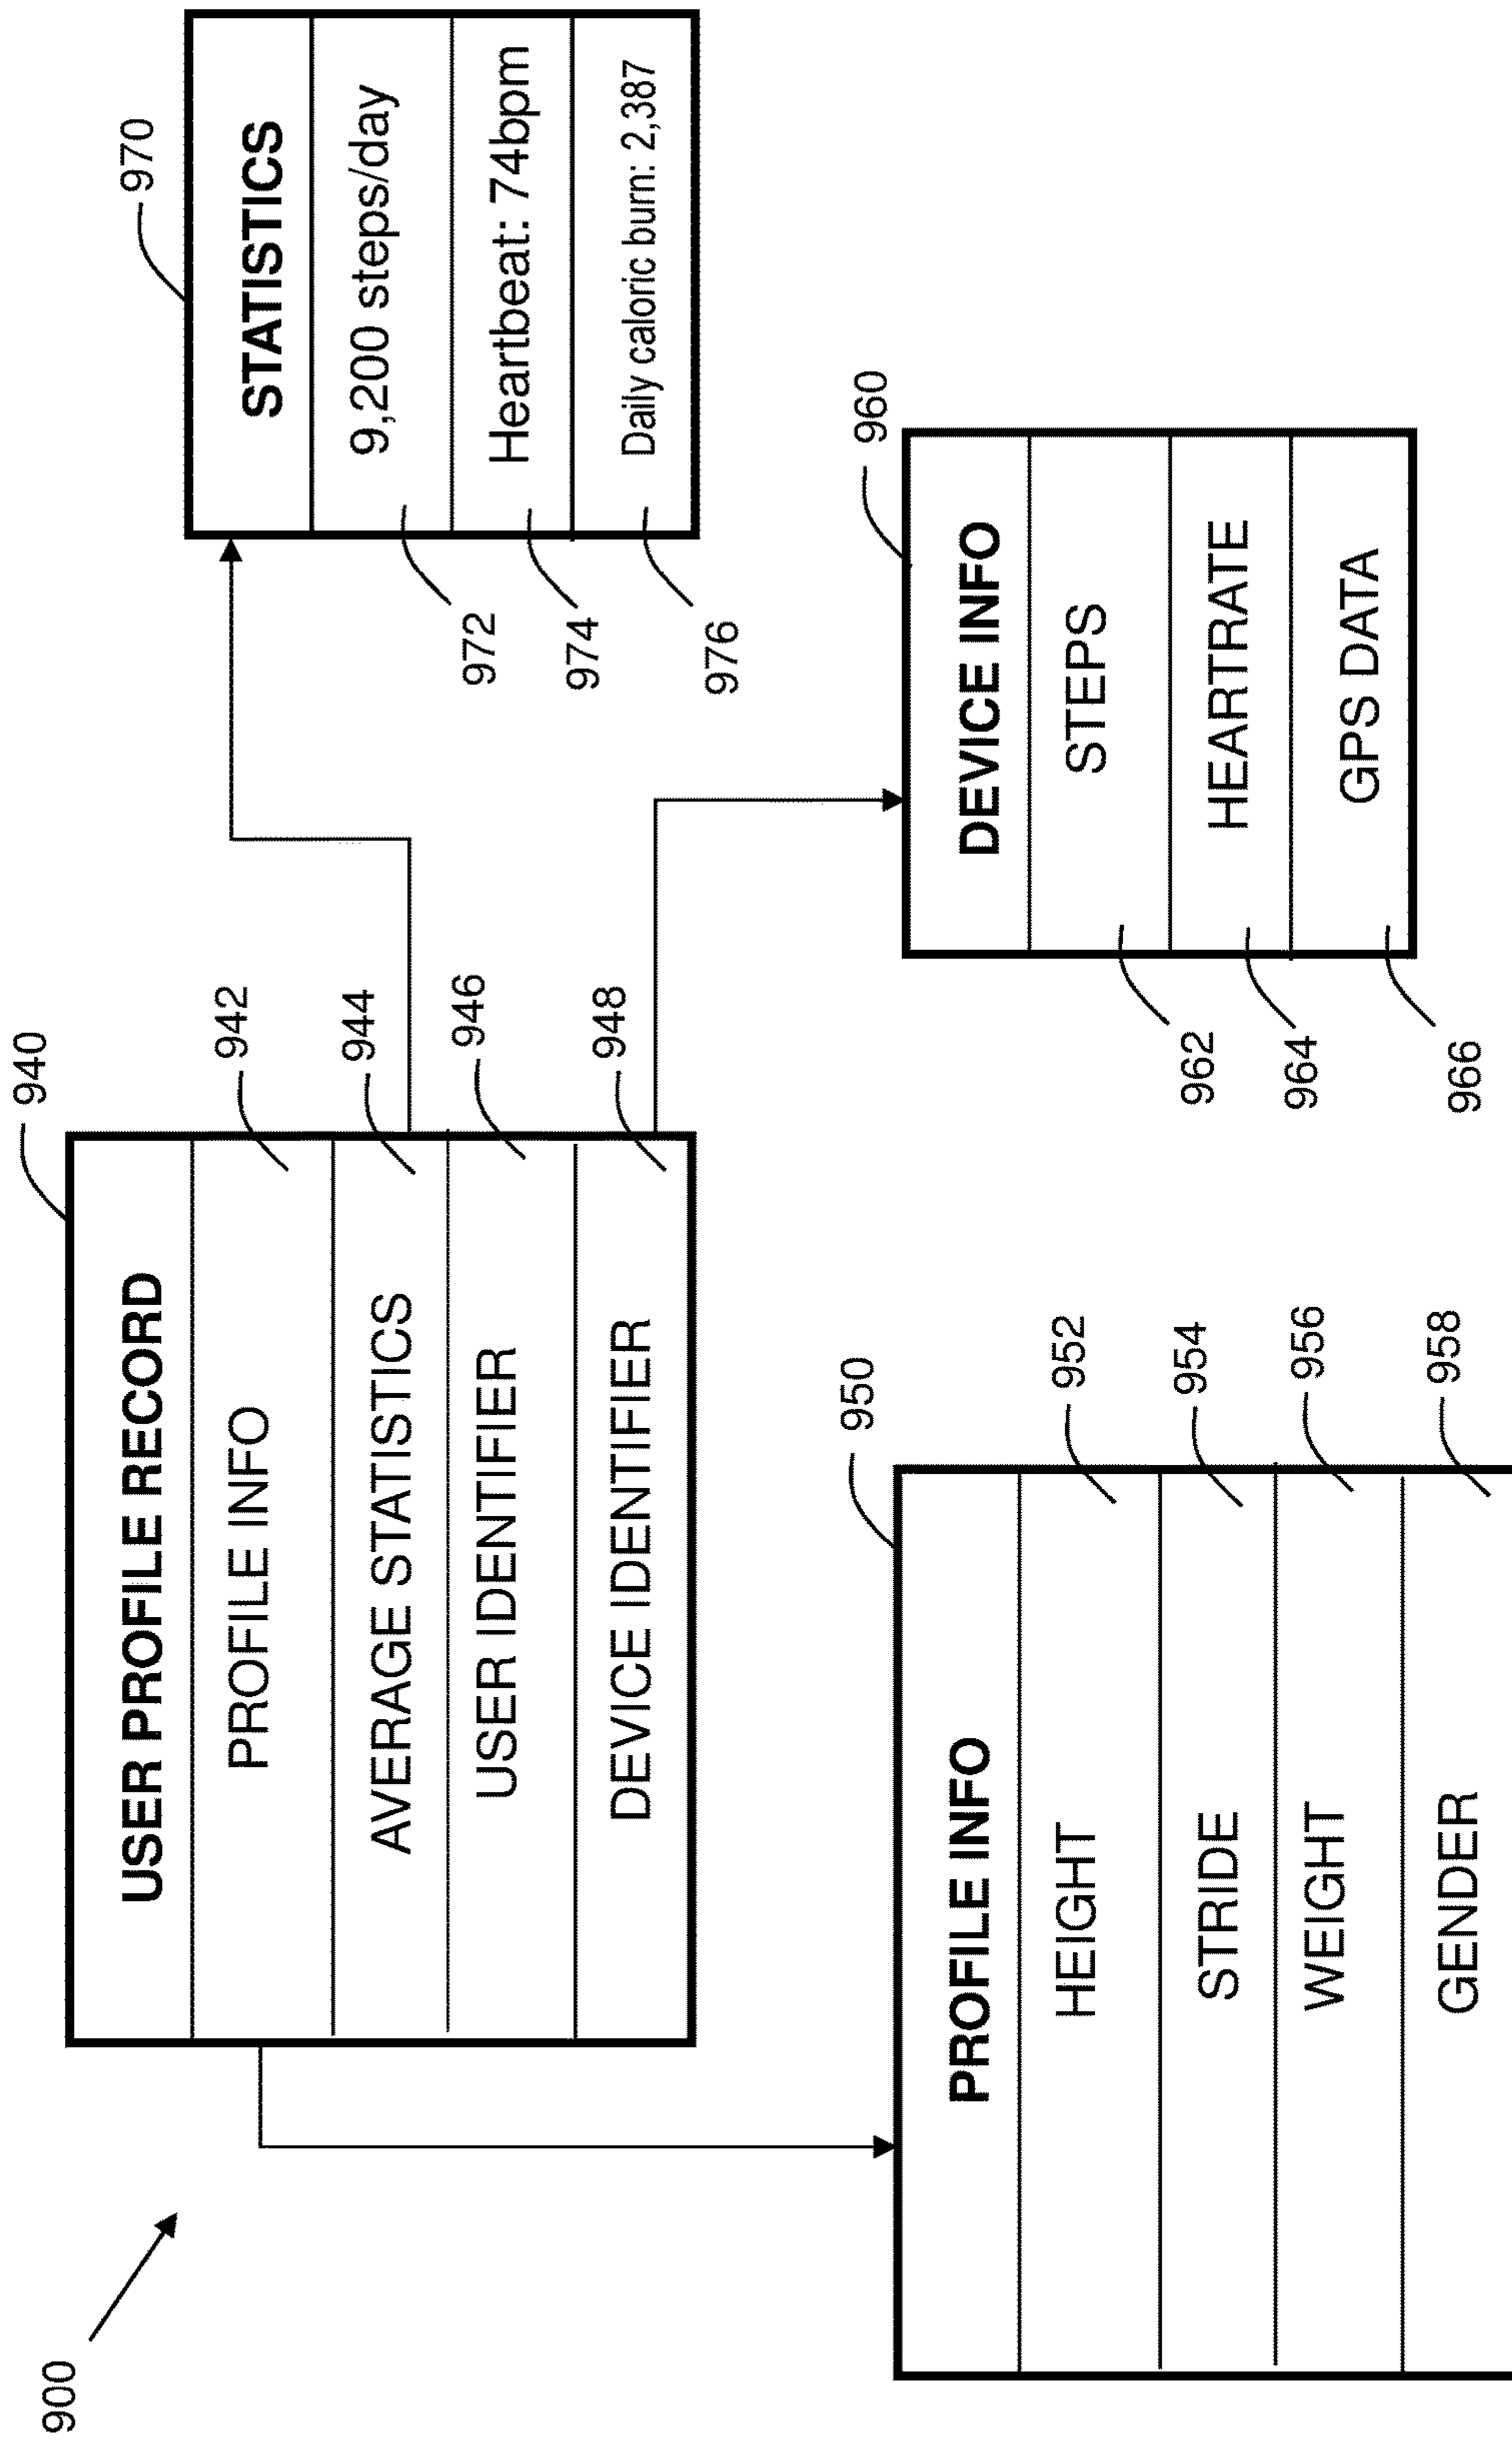 900
940
USER PROFILE RECORD
PROFILE INFO
942
AVERAGE STATISTICS
944
USER IDENTIFIER
946
DEVICE IDENTIFIER
948
970
STATISTICS
9,200 steps/day
972
Heartbeat: 74bpm
974
Daily caloric burn: 2,387
976
950
PROFILE INFO
HEIGHT
952
STRIDE
954
WEIGHT
956
GENDER
958
960
DEVICE INFO
STEPS
962
HEARTRATE
964
GPS DATA
966